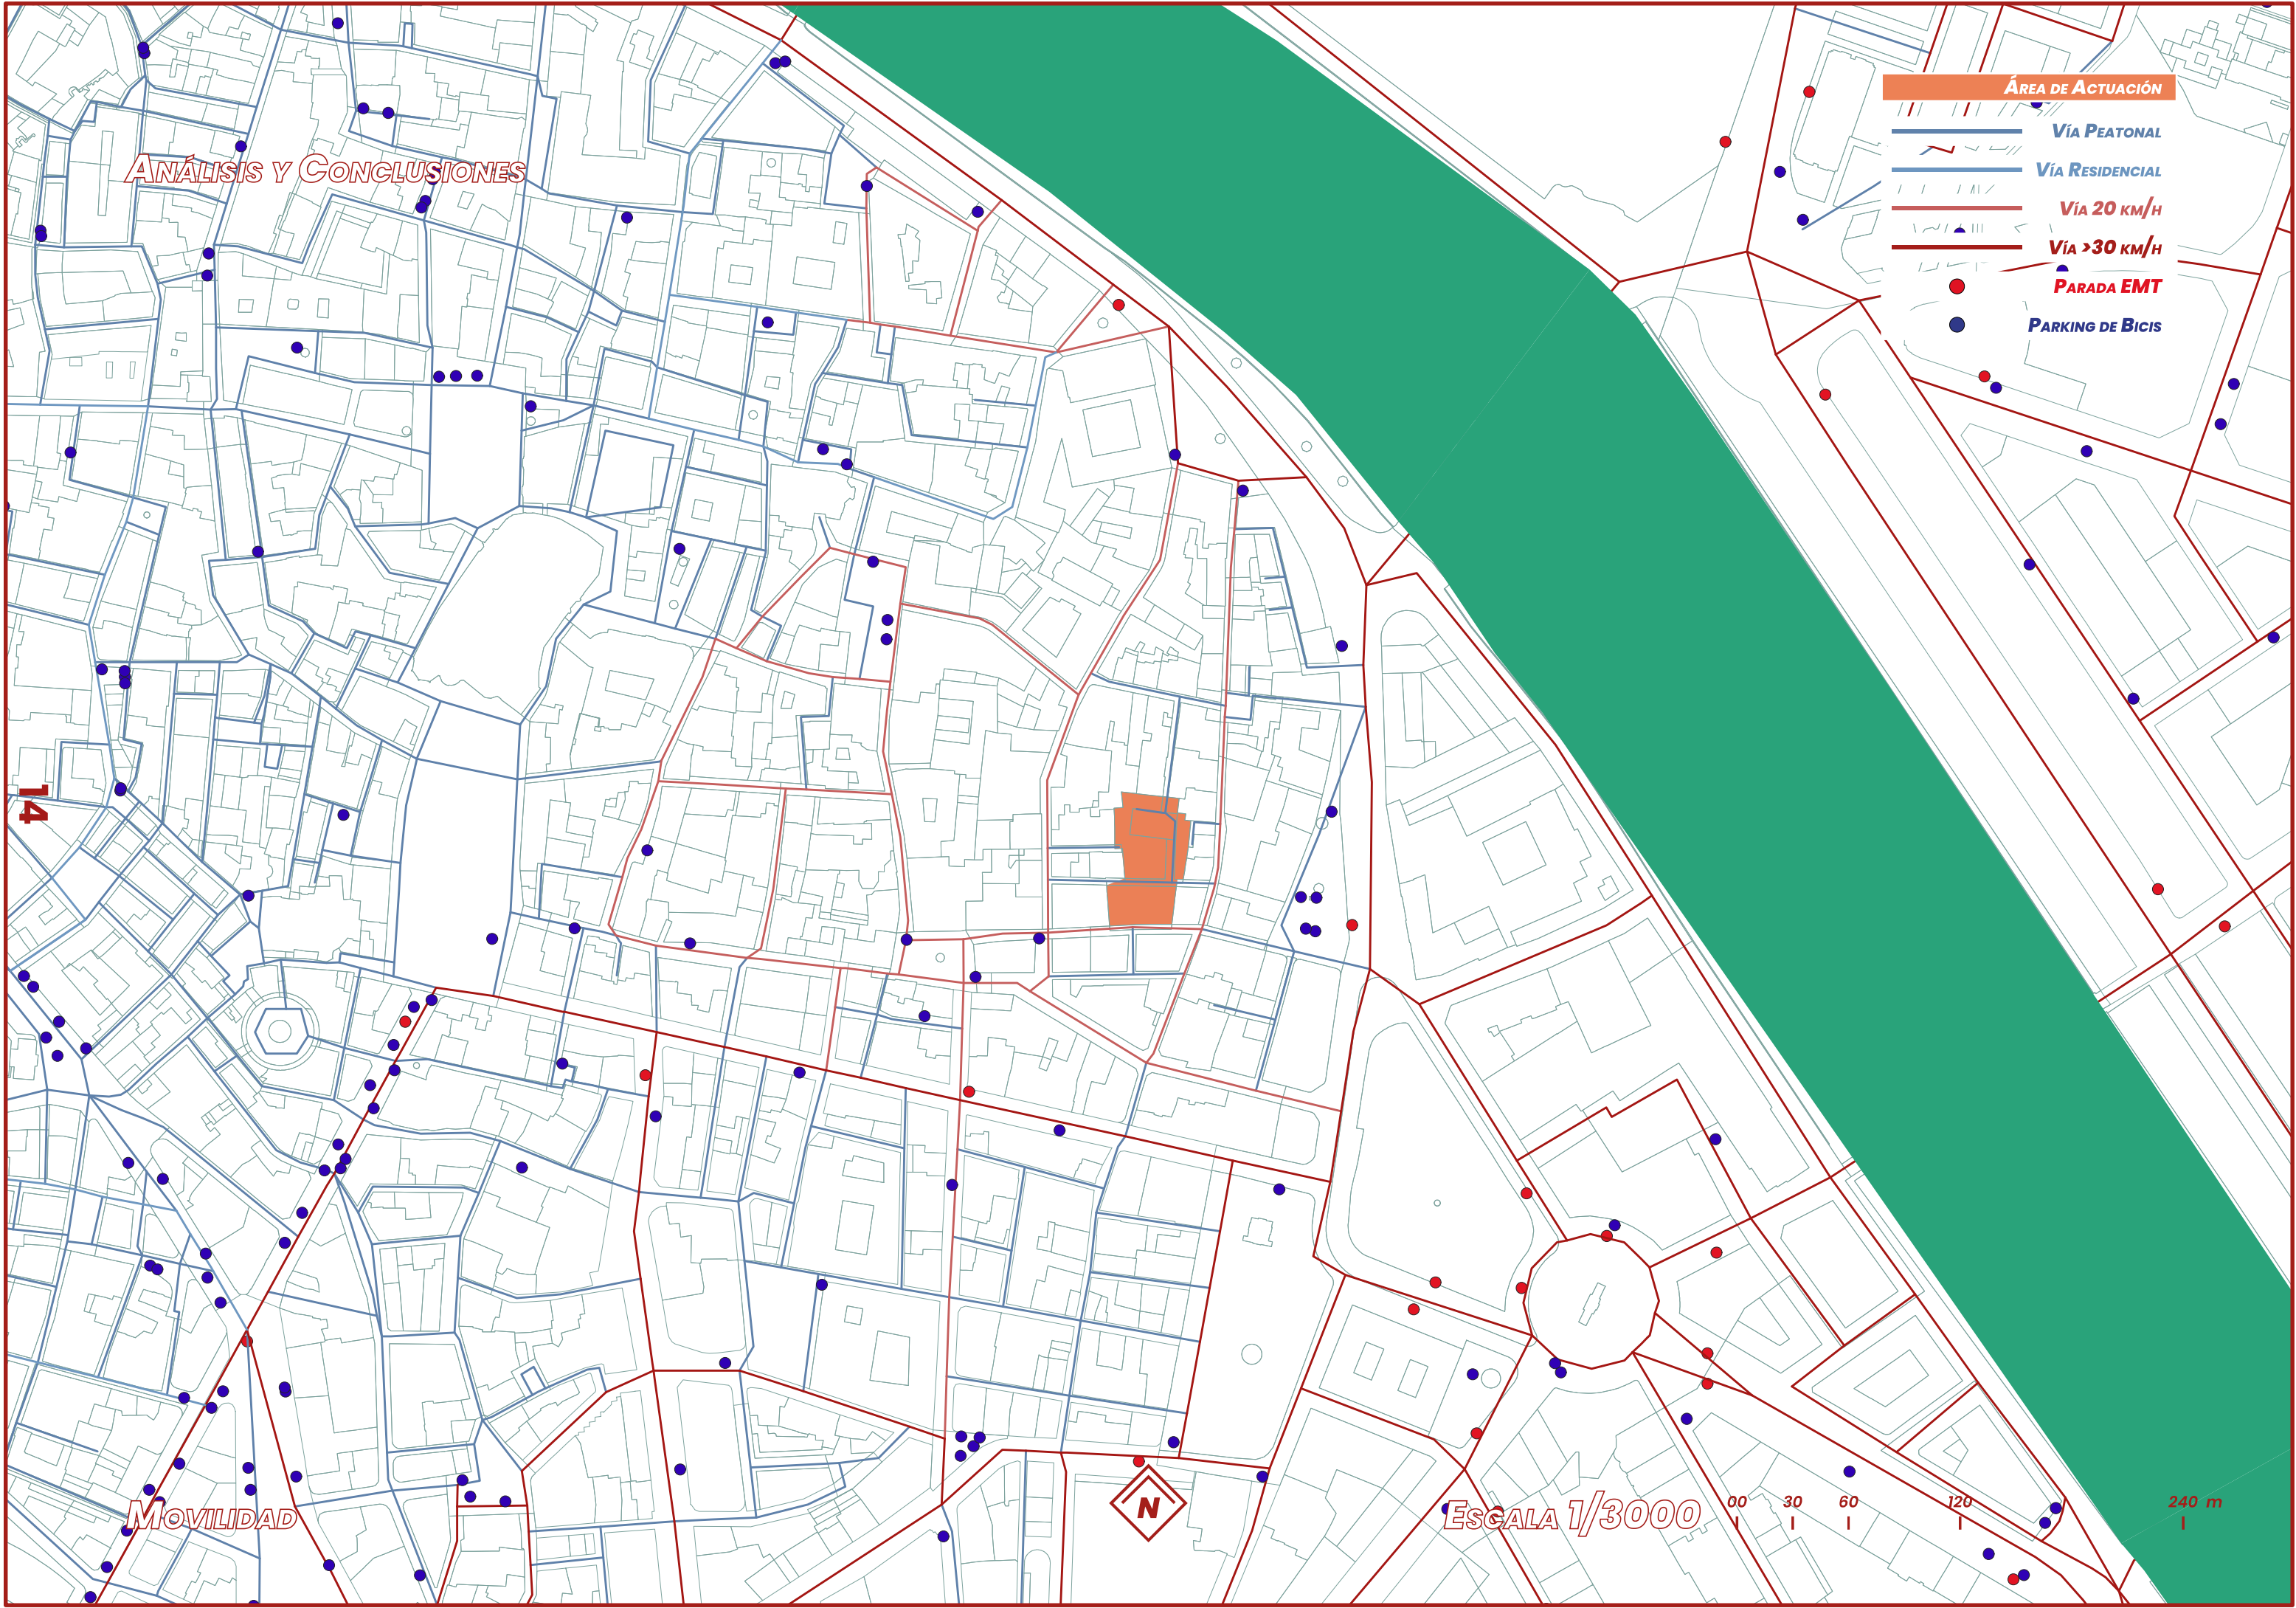 Área de Actuación
Vía Peatonal
Análisis y Conclusiones
Vía Residencial
Vía 20 km/h
Vía >30 km/h
Parada EMT
Parking de Bicis
14
Movilidad
N
Escala 1/3000
00 30 60 120 240 m